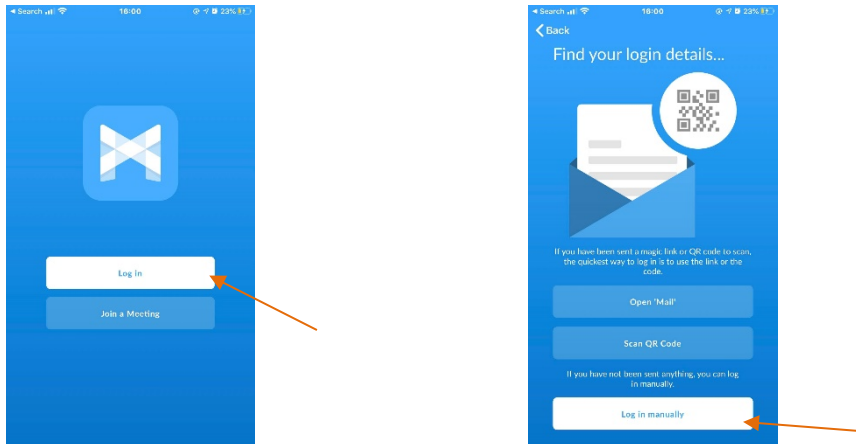 Search
16:00
23%
Log in
Join a Meeting
Search
16:00
23%
Back
Find your login details...
If you have been sent a magic link or QR code to scan,
the quickest way to log in is to use the link or the
code.
Open 'Mail'
Scan QR Code
If you have not been sent anything, you can log
in manually.
Log in manually